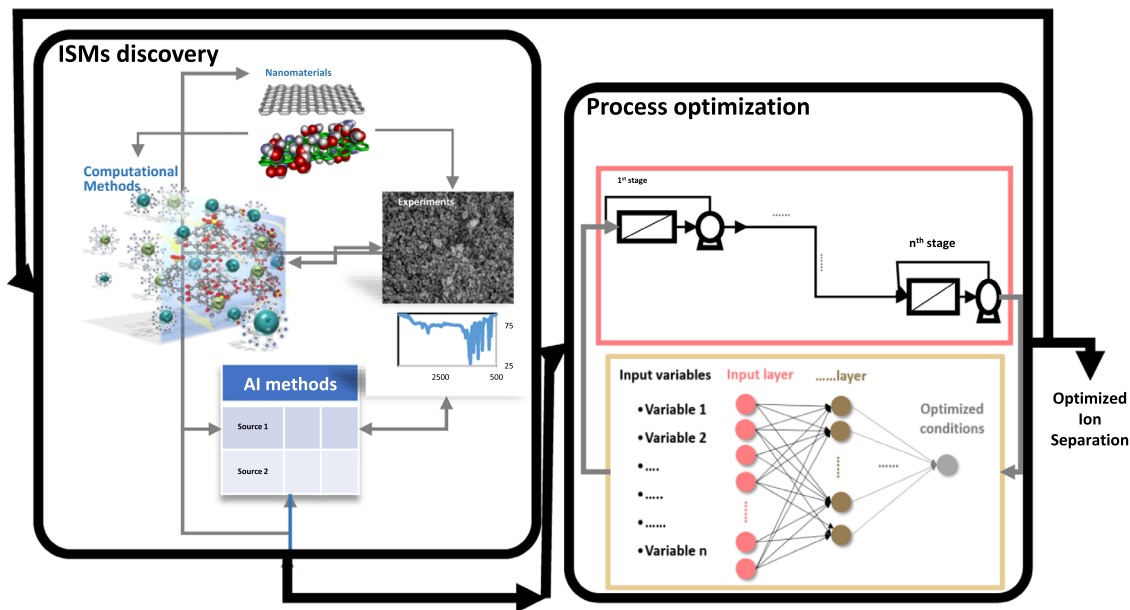 ISMs discovery
Nanomaterials
Computational
Methods
Experiments
75
25
2500
500
AI methods
Source 1
Source 2
Process optimization
1st stage
......
......
nth stage
Input variables
Input layer
......layer
•Variable 1
•Variable 2
•....
•.....
•......
•Variable n
......
......
......
Optimized
conditions
Optimized
Ion
Separation